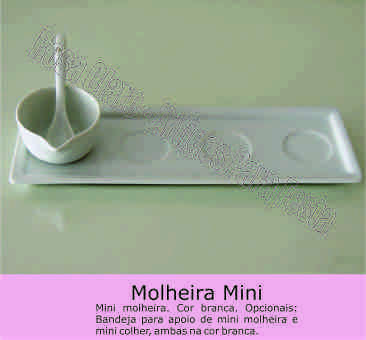 Molheira Mini
Mini molheira. Cor branca. Opcionais:
Bandeja para apoio de mini molheira e
mini colher, ambas na cor branca.